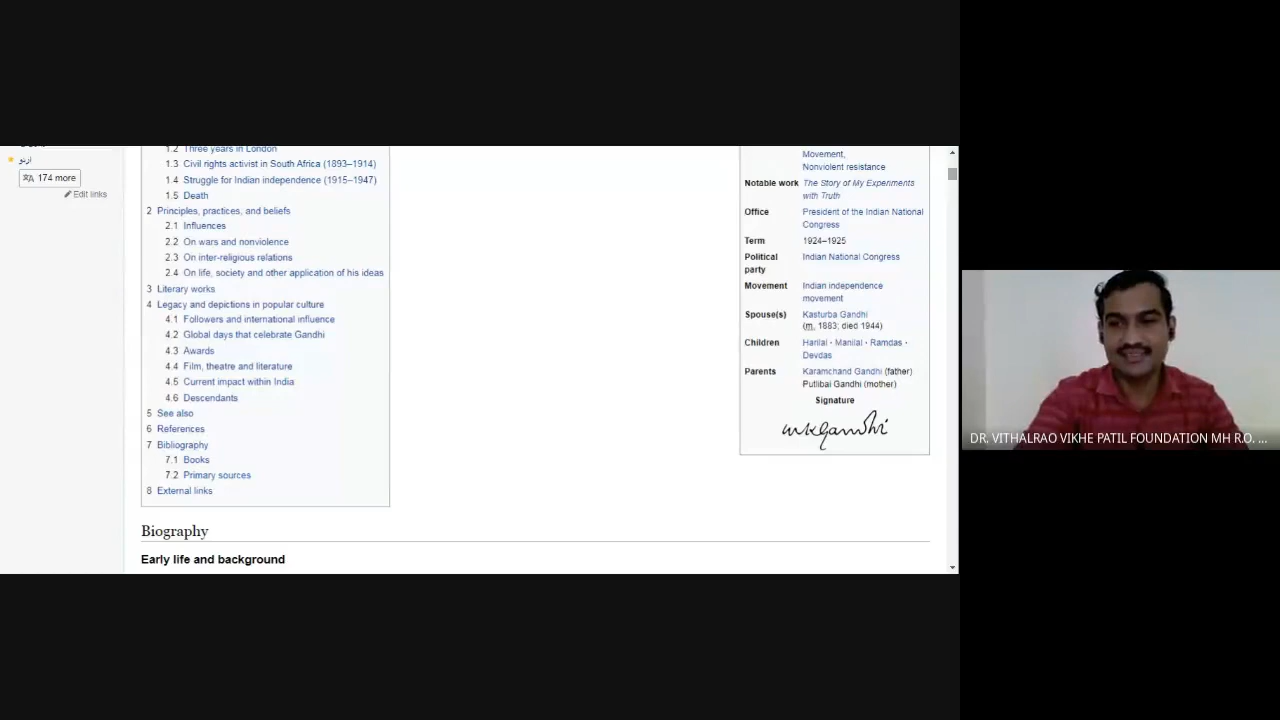 اردو
174 more
Edit links
1.2 Three years in London
1.3 Civil rights activist in South Africa (1893–1914)
1.4 Struggle for Indian independence (1915–1947)
1.5 Death
2 Principles, practices, and beliefs
2.1 Influences
2.2 On wars and nonviolence
2.3 On inter-religious relations
2.4 On life, society and other application of his ideas
3 Literary works
4 Legacy and depictions in popular culture
4.1 Followers and international influence
4.2 Global days that celebrate Gandhi
4.3 Awards
4.4 Film, theatre and literature
4.5 Current impact within India
4.6 Descendants
5 See also
6 References
7 Bibliography
7.1 Books
7.2 Primary sources
8 External links
Movement,
Nonviolent resistance
Notable work The Story of My Experiments
with Truth
Office President of the Indian National
Congress
Term 1924–1925
Political Indian National Congress
party
Movement Indian independence
movement
Spouse(s) Kasturba Gandhi
(m. 1883; died 1944)
Children Harilal · Manilal · Ramdas ·
Devdas
Parents Karamchand Gandhi (father)
Putlibai Gandhi (mother)
Signature
MKGandhi
Biography
Early life and background
DR. VITHALRAO VIKHE PATIL FOUNDATION MH R.O. ...